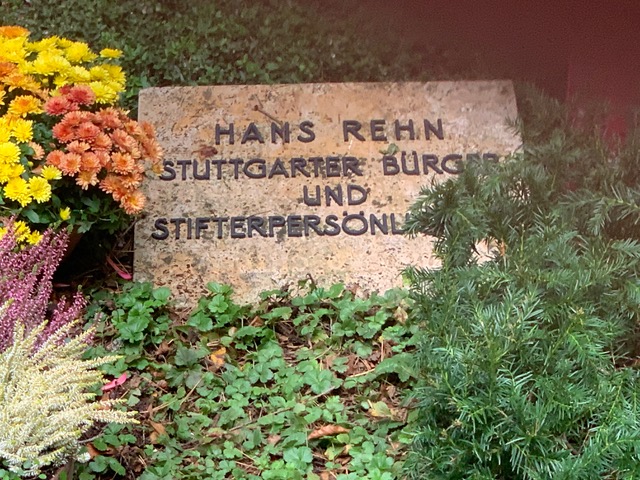 HANS REHN
STUTTGARTER BÜRGER
UND
STIFTERPERSÖNL